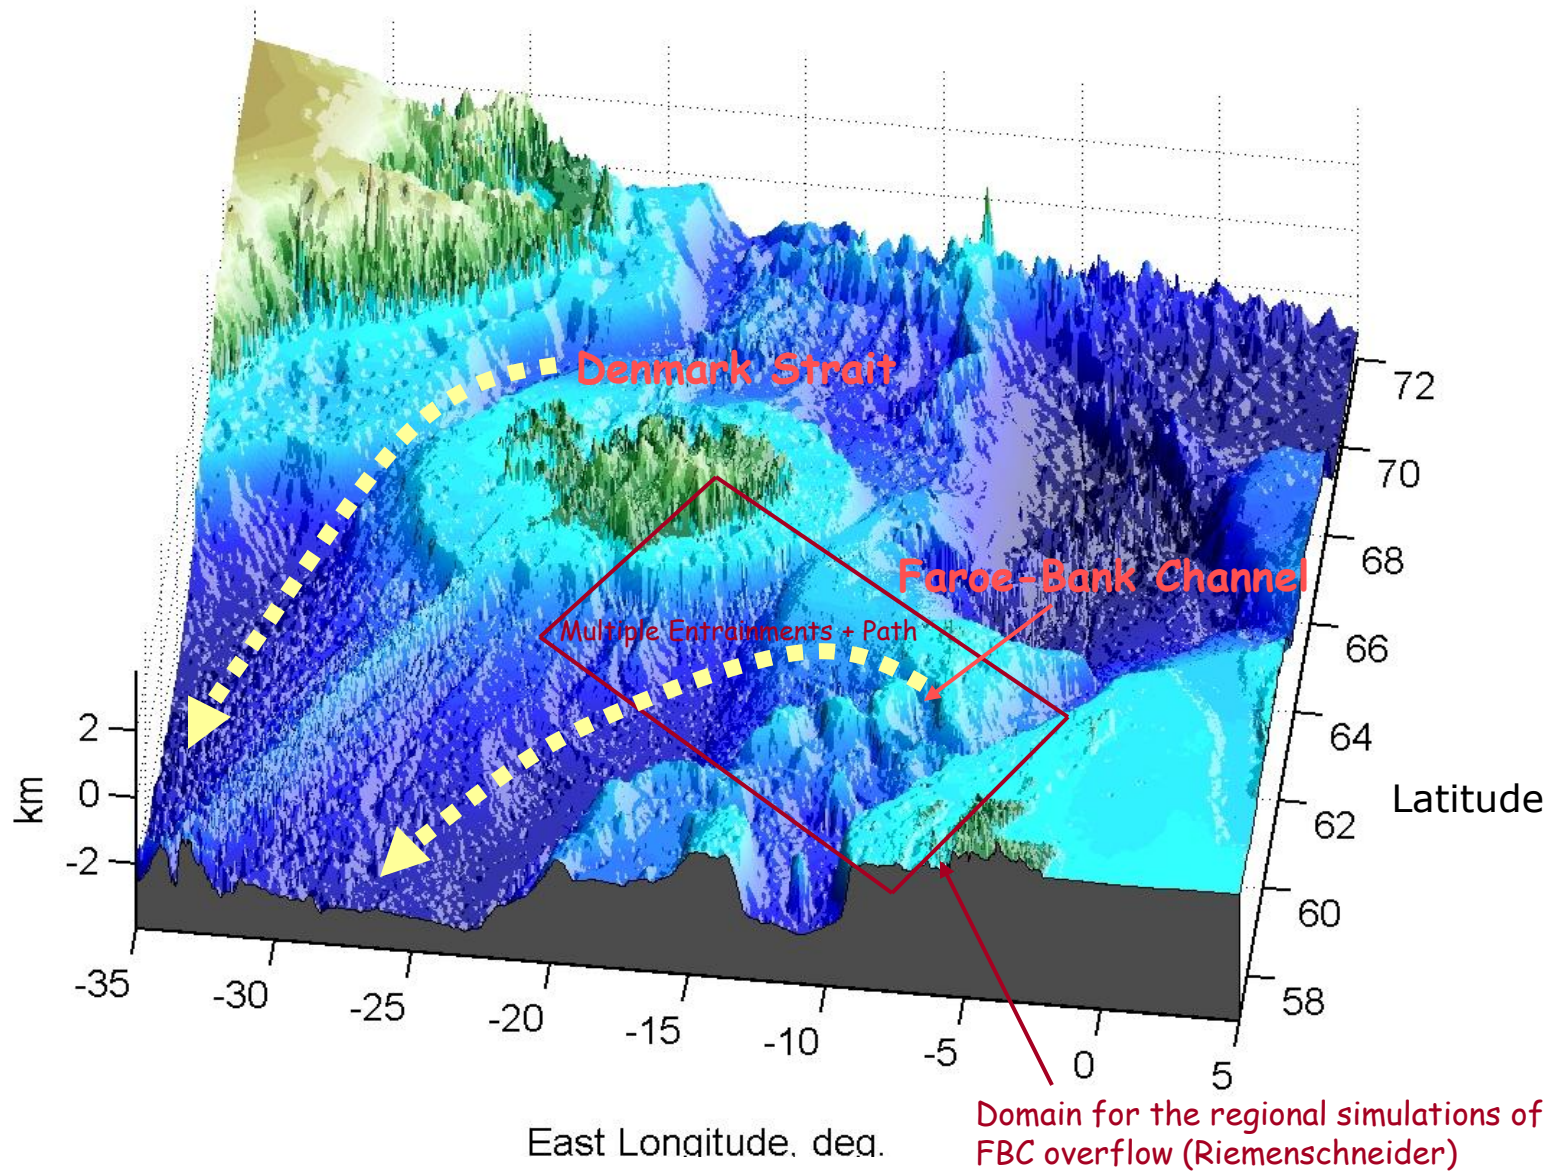 Denmark Strait
72
70
Faroe-Bank Channel
68
Multiple Entrainments + Path
66
64
2
0
-2
km
Latitude
62
60
58
-35
-30
-25
-20
-15
-10
-5
0
5
East Longitude, deg.
Domain for the regional simulations of
FBC overflow (Riemenschneider)